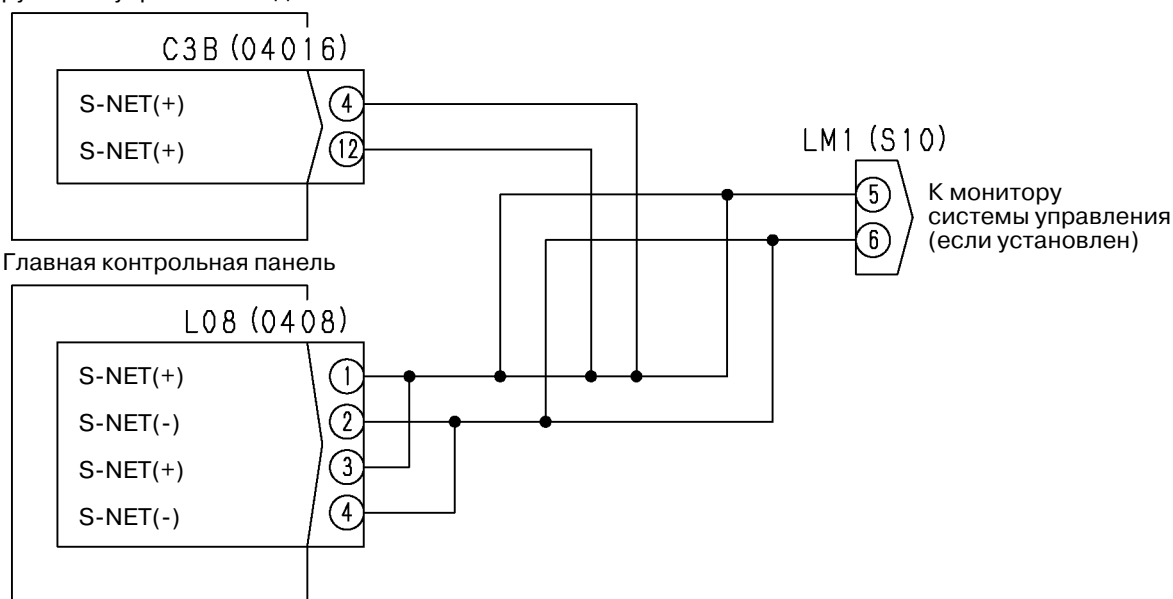 C3B (04016)
S-NET(+)
4
S-NET(+)
12
LM1 (S10)
5
К монитору
системы управления
6
(если установлен)
Главная контрольная панель
L08 (0408)
S-NET(+)
1
S-NET(-)
2
S-NET(+)
3
S-NET(-)
4